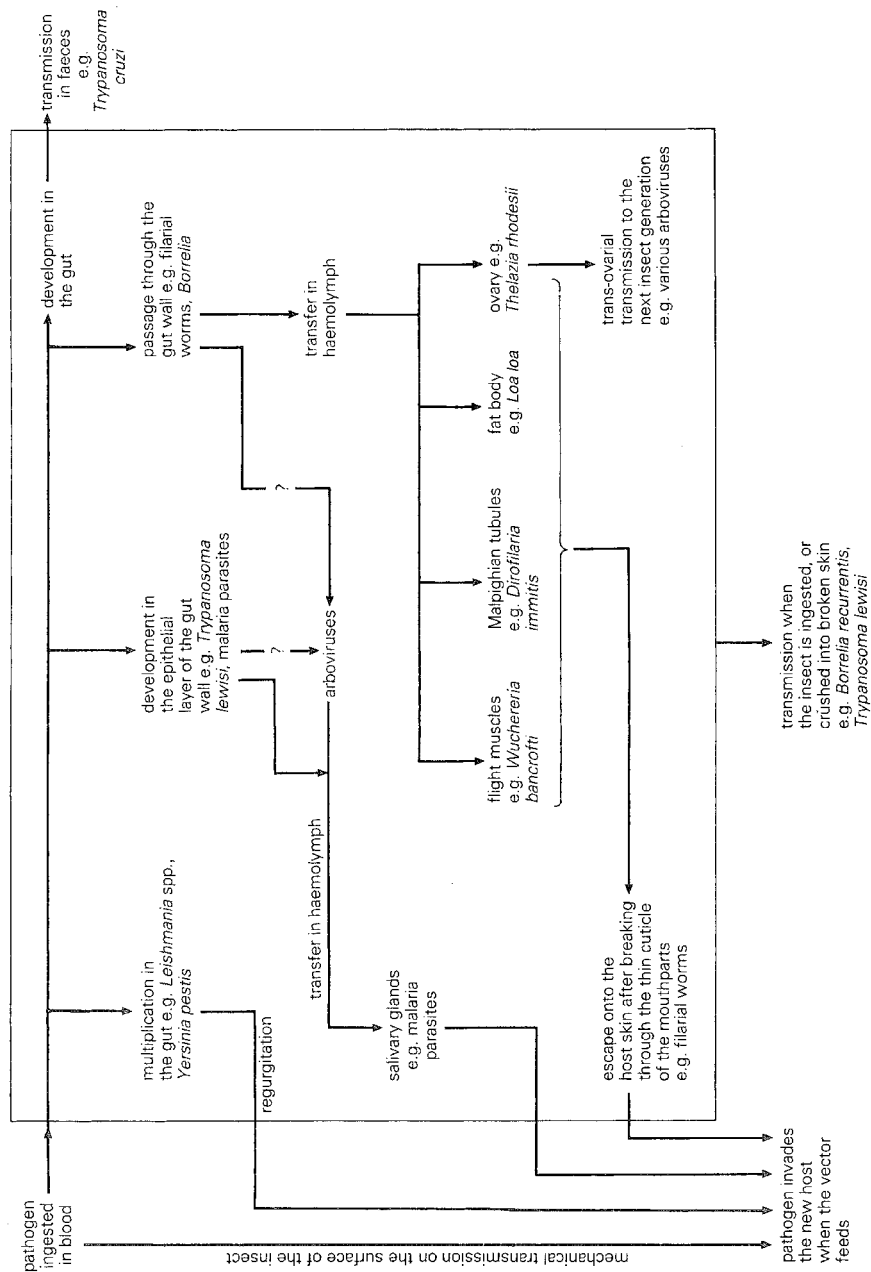 pathogen
ingested
in blood
mechanical transmission on the surface of the insect
pathogen invades
the new host
when the vector
feeds
multiplication in
the gut e.g. Leishmania spp.,
Yersinia pestis
regurgitation
development in
the epithelial
layer of the gut
wall e.g. Trypanosoma
lewisi, malaria parasites
?
arboviruses
transfer in haemolymph
salivary glands
e.g. malaria
parasites
development in
the gut
transmission
in faeces
e.g.
Trypanosoma
cruzi
passage through the
gut wall e.g. filarial
worms, Borrelia
?
transfer in
haemolymph
flight muscles
e.g. Wuchereria
bancrofti
Malpighian tubules
e.g. Dirofilaria
immitis
fat body
e.g. Loa loa
ovary e.g.
Thelazia rhodesii
trans-ovarial
transmission to the
next insect generation
e.g. various arboviruses
escape onto the
host skin after breaking
through the thin cuticle
of the mouthparts
e.g. filarial worms
transmission when
the insect is ingested, or
crushed into broken skin
e.g. Borrelia recurrentis,
Trypanosoma lewisi